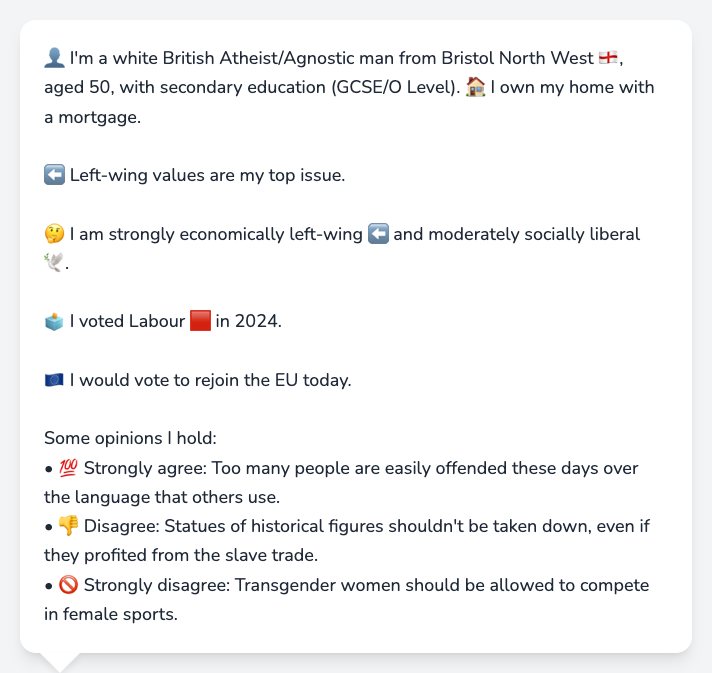 👤 I'm a white British Atheist/Agnostic man from Bristol North West 🏴󠁧󠁢󠁥󠁮󠁧󠁿,
aged 50, with secondary education (GCSE/O Level). 🏠 I own my home with
a mortgage.
⬅️ Left-wing values are my top issue.
🤔 I am strongly economically left-wing ⬅️ and moderately socially liberal
🕊️.
🗳️ I voted Labour 🟥 in 2024.
🇪🇺 I would vote to rejoin the EU today.
Some opinions I hold:
• 💯 Strongly agree: Too many people are easily offended these days over
the language that others use.
• 👎 Disagree: Statues of historical figures shouldn't be taken down, even if
they profited from the slave trade.
• 🚫 Strongly disagree: Transgender women should be allowed to compete
in female sports.